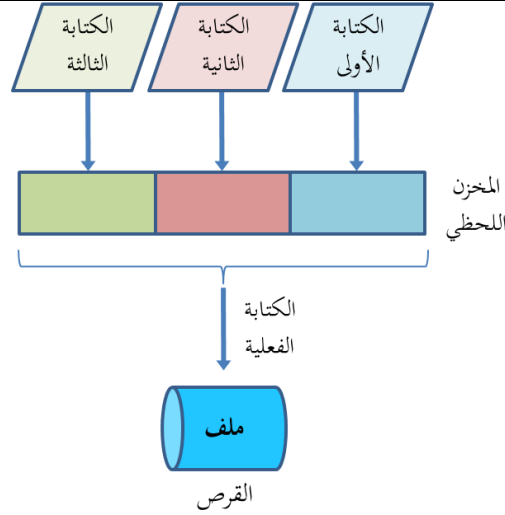 الكتابة
الأولى
الكتابة
الثانية
الكتابة
الثالثة
المخزن
اللحظي
الكتابة
الفعلية
ملف
القرص